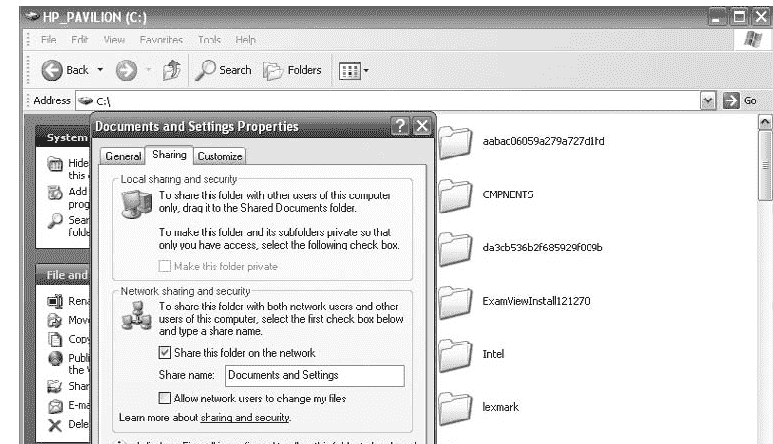 HP_PAVILION (C:)
File Edit View Favorites Tools Help
Back Search Folders
Address C:\ Go
System
Hide
this
Add
prog
Sear
folde
File and
Rena
Move
Copy
Publi
the W
Shar
E-ma
Dele
Documents and Settings Properties
General Sharing Customize
Local sharing and security
To share this folder with other users of this computer
only, drag it to the Shared Documents folder.
To make this folder and its subfolders private so that
only you have access, select the following check box.
Make this folder private
Network sharing and security
To share this folder with both network users and other
users of this computer, select the first check box below
and type a share name.
Share this folder on the network
Share name: Documents and Settings
Allow network users to change my files
Learn more about sharing and security.
CMPNENTS
da3cb536b2f685929f009b
ExamViewInstall121270
Intel
lexmark